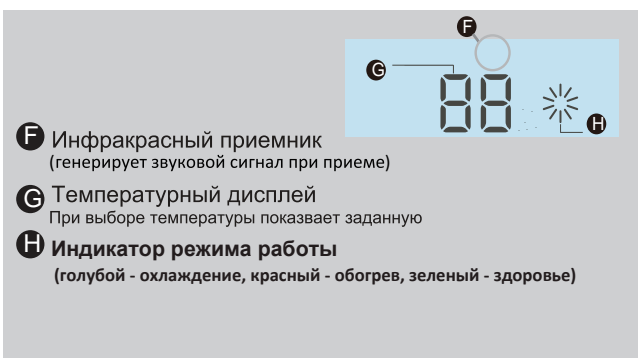 F
G
88
H
F Инфракрасный приемник
(генерирует звуковой сигнал при приеме)
G Температурный дисплей
При выборе температуры показвает заданную
H Индикатор режима работы
(голубой - охлаждение, красный - обогрев, зеленый - здоровье)